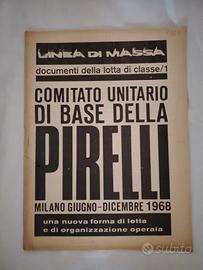 LINEA DI MASSA
documenti della lotta di classe/1
COMITATO UNITARIO
DI BASE DELLA
PIRELLI
MILANO GIUGNO-DICEMBRE 1968
una nuova forma di lotta
e di organizzazione operaia
subito